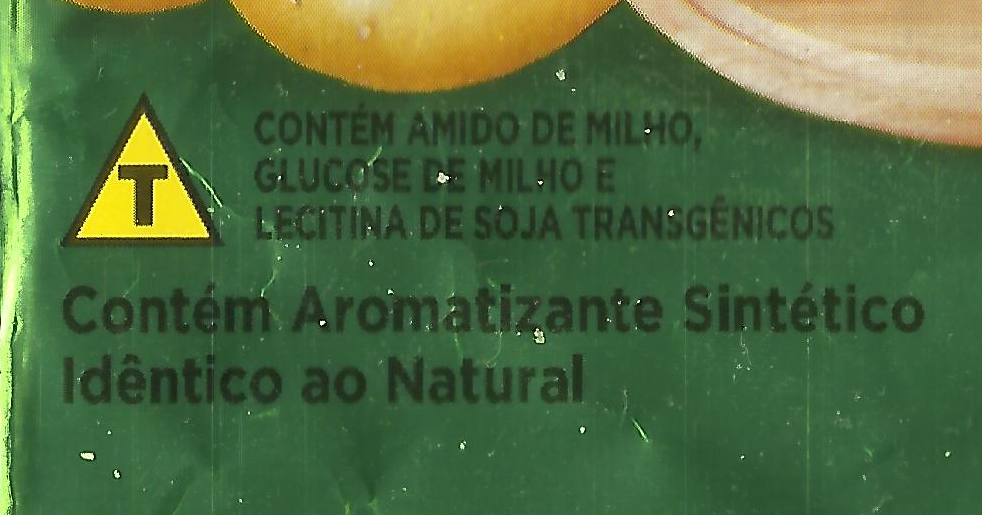 T
CONTÉM AMIDO DE MILHO,
GLUCOSE DE MILHO E
LECITINA DE SOJA TRANSGÊNICOS
Contém Aromatizante Sintético
Idêntico ao Natural